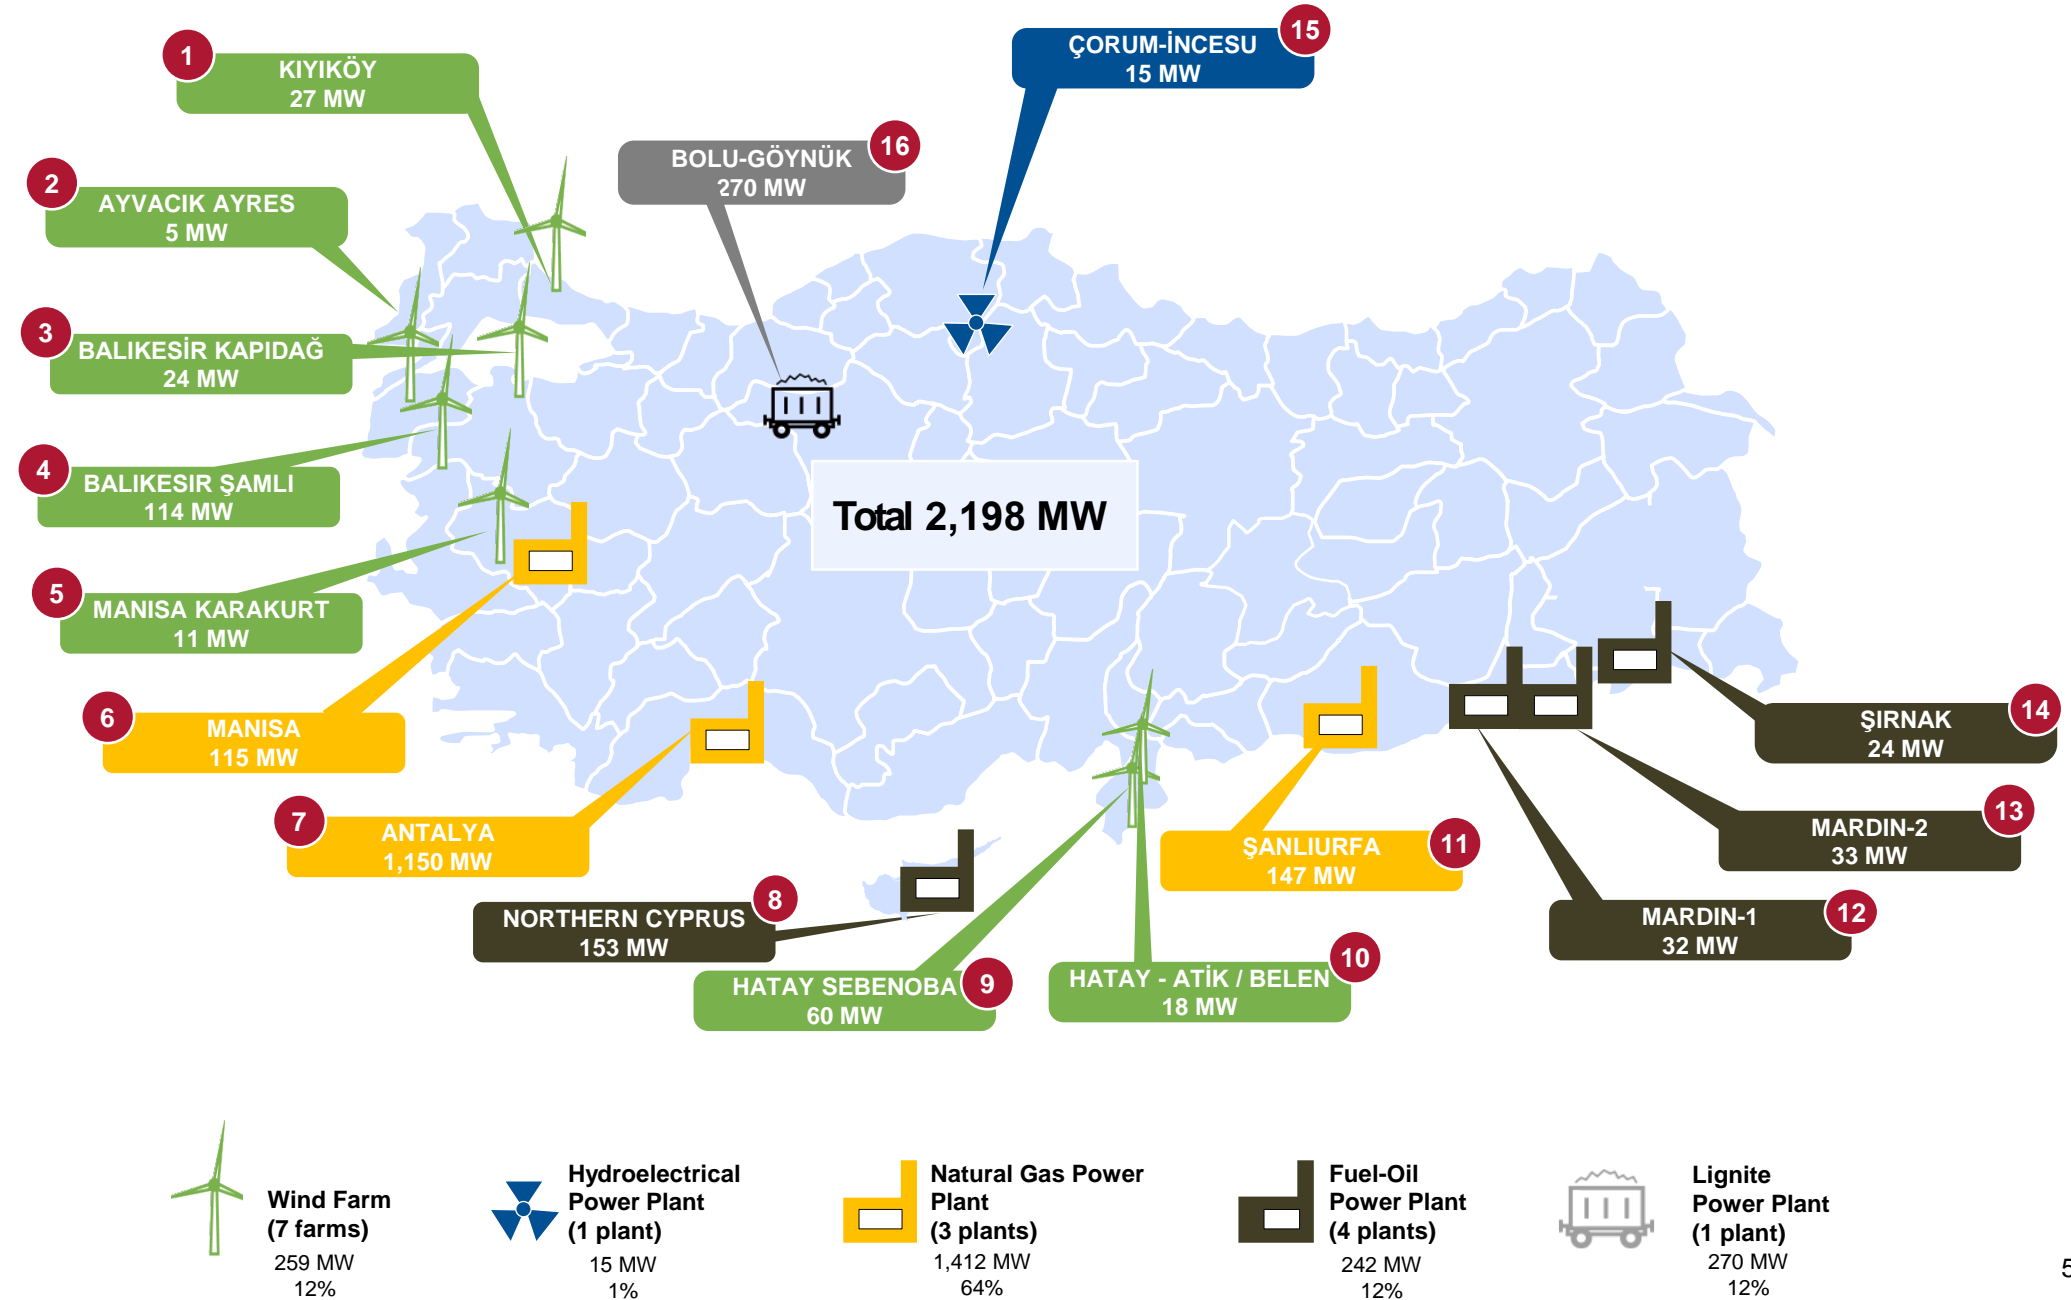 1
KIYIKÖY
27 MW
15
ÇORUM-İNCESU
15 MW
16
BOLU-GÖYNÜK
270 MW
2
AYVACIK AYRES
5 MW
3
BALIKESİR KAPIDAĞ
24 MW
4
BALIKESIR ŞAMLI
114 MW
Total 2,198 MW
5
MANISA KARAKURT
11 MW
6
MANISA
115 MW
14
ŞIRNAK
24 MW
7
ANTALYA
1,150 MW
13
MARDIN-2
33 MW
11
ŞANLIURFA
147 MW
8
NORTHERN CYPRUS
153 MW
12
MARDIN-1
32 MW
9
HATAY SEBENOBA
60 MW
10
HATAY - ATİK / BELEN
18 MW
Wind Farm
(7 farms)
259 MW
12%
Hydroelectrical
Power Plant
(1 plant)
15 MW
1%
Natural Gas Power
Plant
(3 plants)
1,412 MW
64%
Fuel-Oil
Power Plant
(4 plants)
242 MW
12%
Lignite
Power Plant
(1 plant)
270 MW
12%
5